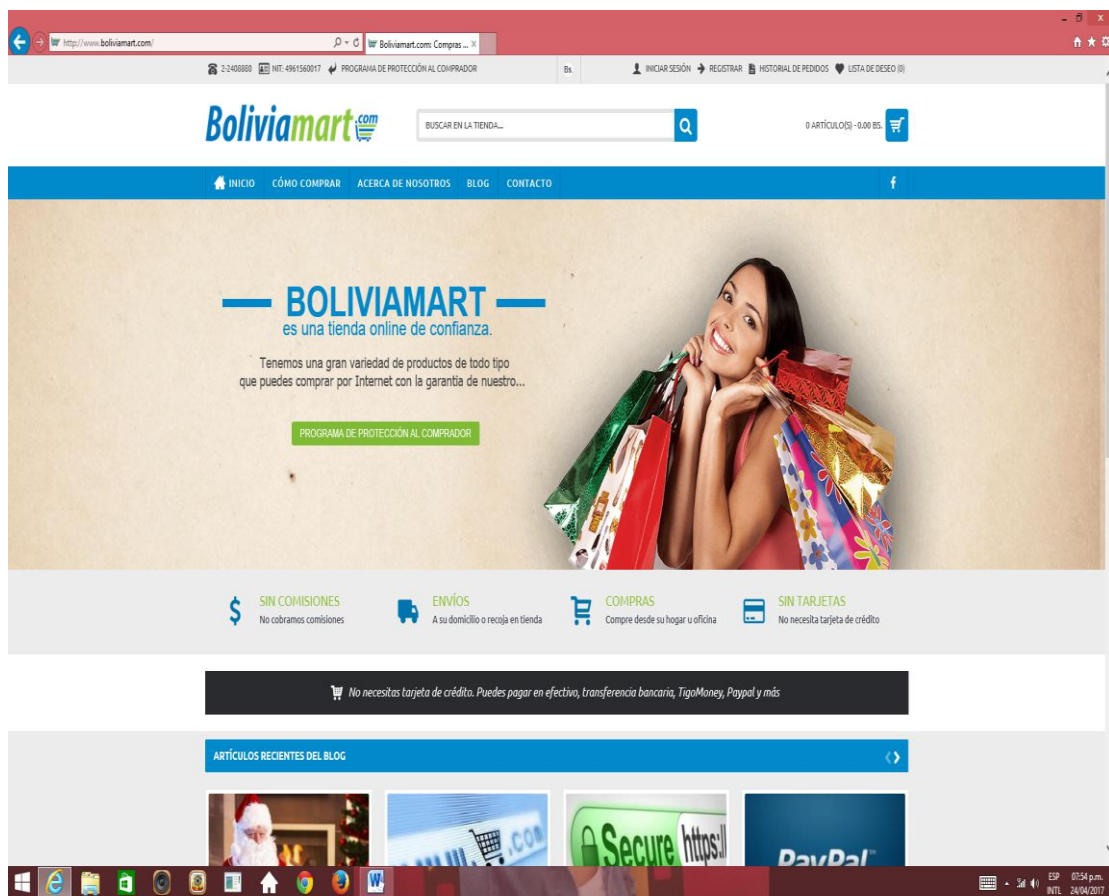 http://www.boliviamart.com/
Boliviamart.com: Compras ...
2-2408880 NIT: 4961560017 PROGRAMA DE PROTECCIÓN AL COMPRADOR Bs. INICIAR SESIÓN REGISTRAR HISTORIAL DE PEDIDOS LISTA DE DESEO (0)
Boliviamart.com
BUSCAR EN LA TIENDA...
0 ARTÍCULO(S) - 0.00 BS.
INICIO CÓMO COMPRAR ACERCA DE NOSOTROS BLOG CONTACTO f
BOLIVIAMART
es una tienda online de confianza.
Tenemos una gran variedad de productos de todo tipo
que puedes comprar por Internet con la garantia de nuestro...
PROGRAMA DE PROTECCIÓN AL COMPRADOR
SIN COMISIONES
No cobramos comisiones
ENVÍOS
A su domicilio o recoja en tienda
COMPRAS
Compre desde su hogar u oficina
SIN TARJETAS
No necesita tarjeta de crédito
No necesitas tarjeta de crédito. Puedes pagar en efectivo, transferencia bancaria, TigoMoney, Paypal y más
ARTÍCULOS RECIENTES DEL BLOG
.com
Secure https://
PayPal
ESP 07:54 p.m.
INTL 24/04/2017